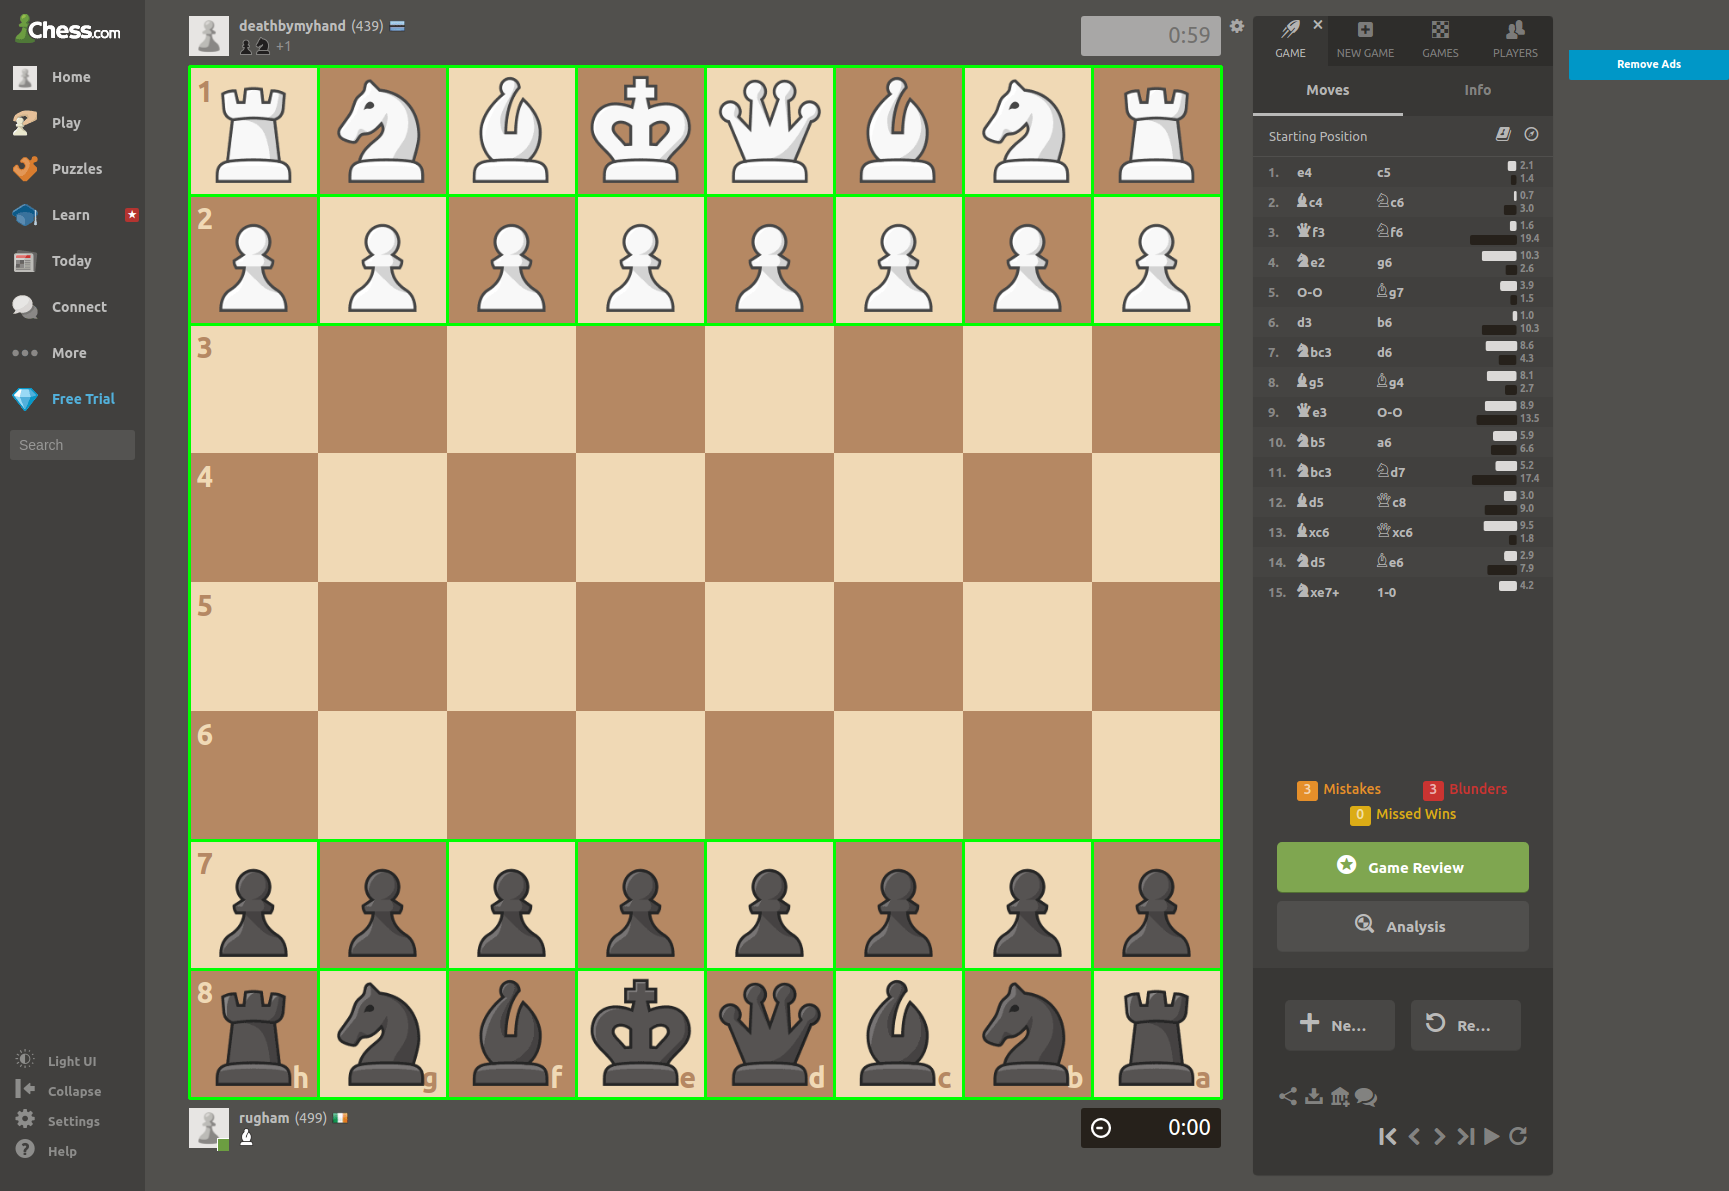 Chess.com
Home
Play
Puzzles
Learn
Today
Connect
More
Free Trial
Search
Light UI
Collapse
Settings
Help
deathbymyhand (439)
+1
0:59
1
2
3
4
5
6
7
8
h g f e d c b a
rugham (499)
0:00
GAME NEW GAME GAMES PLAYERS
Moves Info
Starting Position
1. e4 c5 2.1 1.4
2. c4 c6 0.7 3.0
3. f3 f6 1.6 19.4
4. e2 g6 10.3 2.6
5. O-O g7 3.9 1.5
6. d3 b6 1.0 10.3
7. bc3 d6 8.6 4.3
8. g5 g4 8.1 2.7
9. e3 O-O 8.9 13.5
10. b5 a6 5.9 6.6
11. bc3 d7 5.2 17.4
12. d5 c8 3.0 9.0
13. xc6 xc6 9.5 1.8
14. d5 e6 2.9 7.9
15. xe7+ 1-0 4.2
3 Mistakes 3 Blunders
0 Missed Wins
Game Review
Analysis
Ne... Re...
Remove Ads